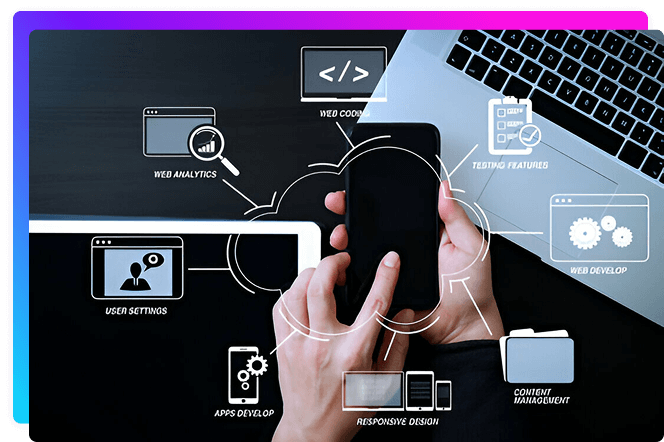 </>
WEB CODING
WEB ANALYTICS
TESTING FEATURES
WEB DEVELOP
USER SETTINGS
CONTENT
MANAGEMENT
APPS DEVELOP
RESPONSIVE DESIGN